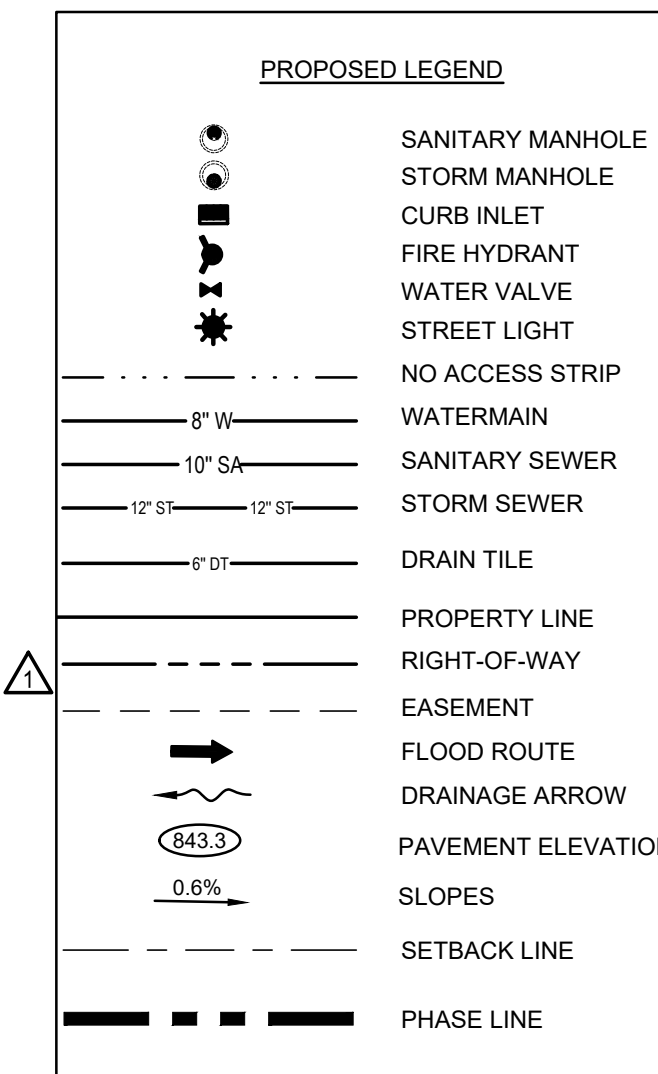 PROPOSED LEGEND
SANITARY MANHOLE
STORM MANHOLE
CURB INLET
FIRE HYDRANT
WATER VALVE
STREET LIGHT
NO ACCESS STRIP
8" W WATERMAIN
10" SA SANITARY SEWER
12" ST 12" ST STORM SEWER
6" DT DRAIN TILE
PROPERTY LINE
1 RIGHT-OF-WAY
EASEMENT
FLOOD ROUTE
DRAINAGE ARROW
843.3 PAVEMENT ELEVATION
0.6% SLOPES
SETBACK LINE
PHASE LINE